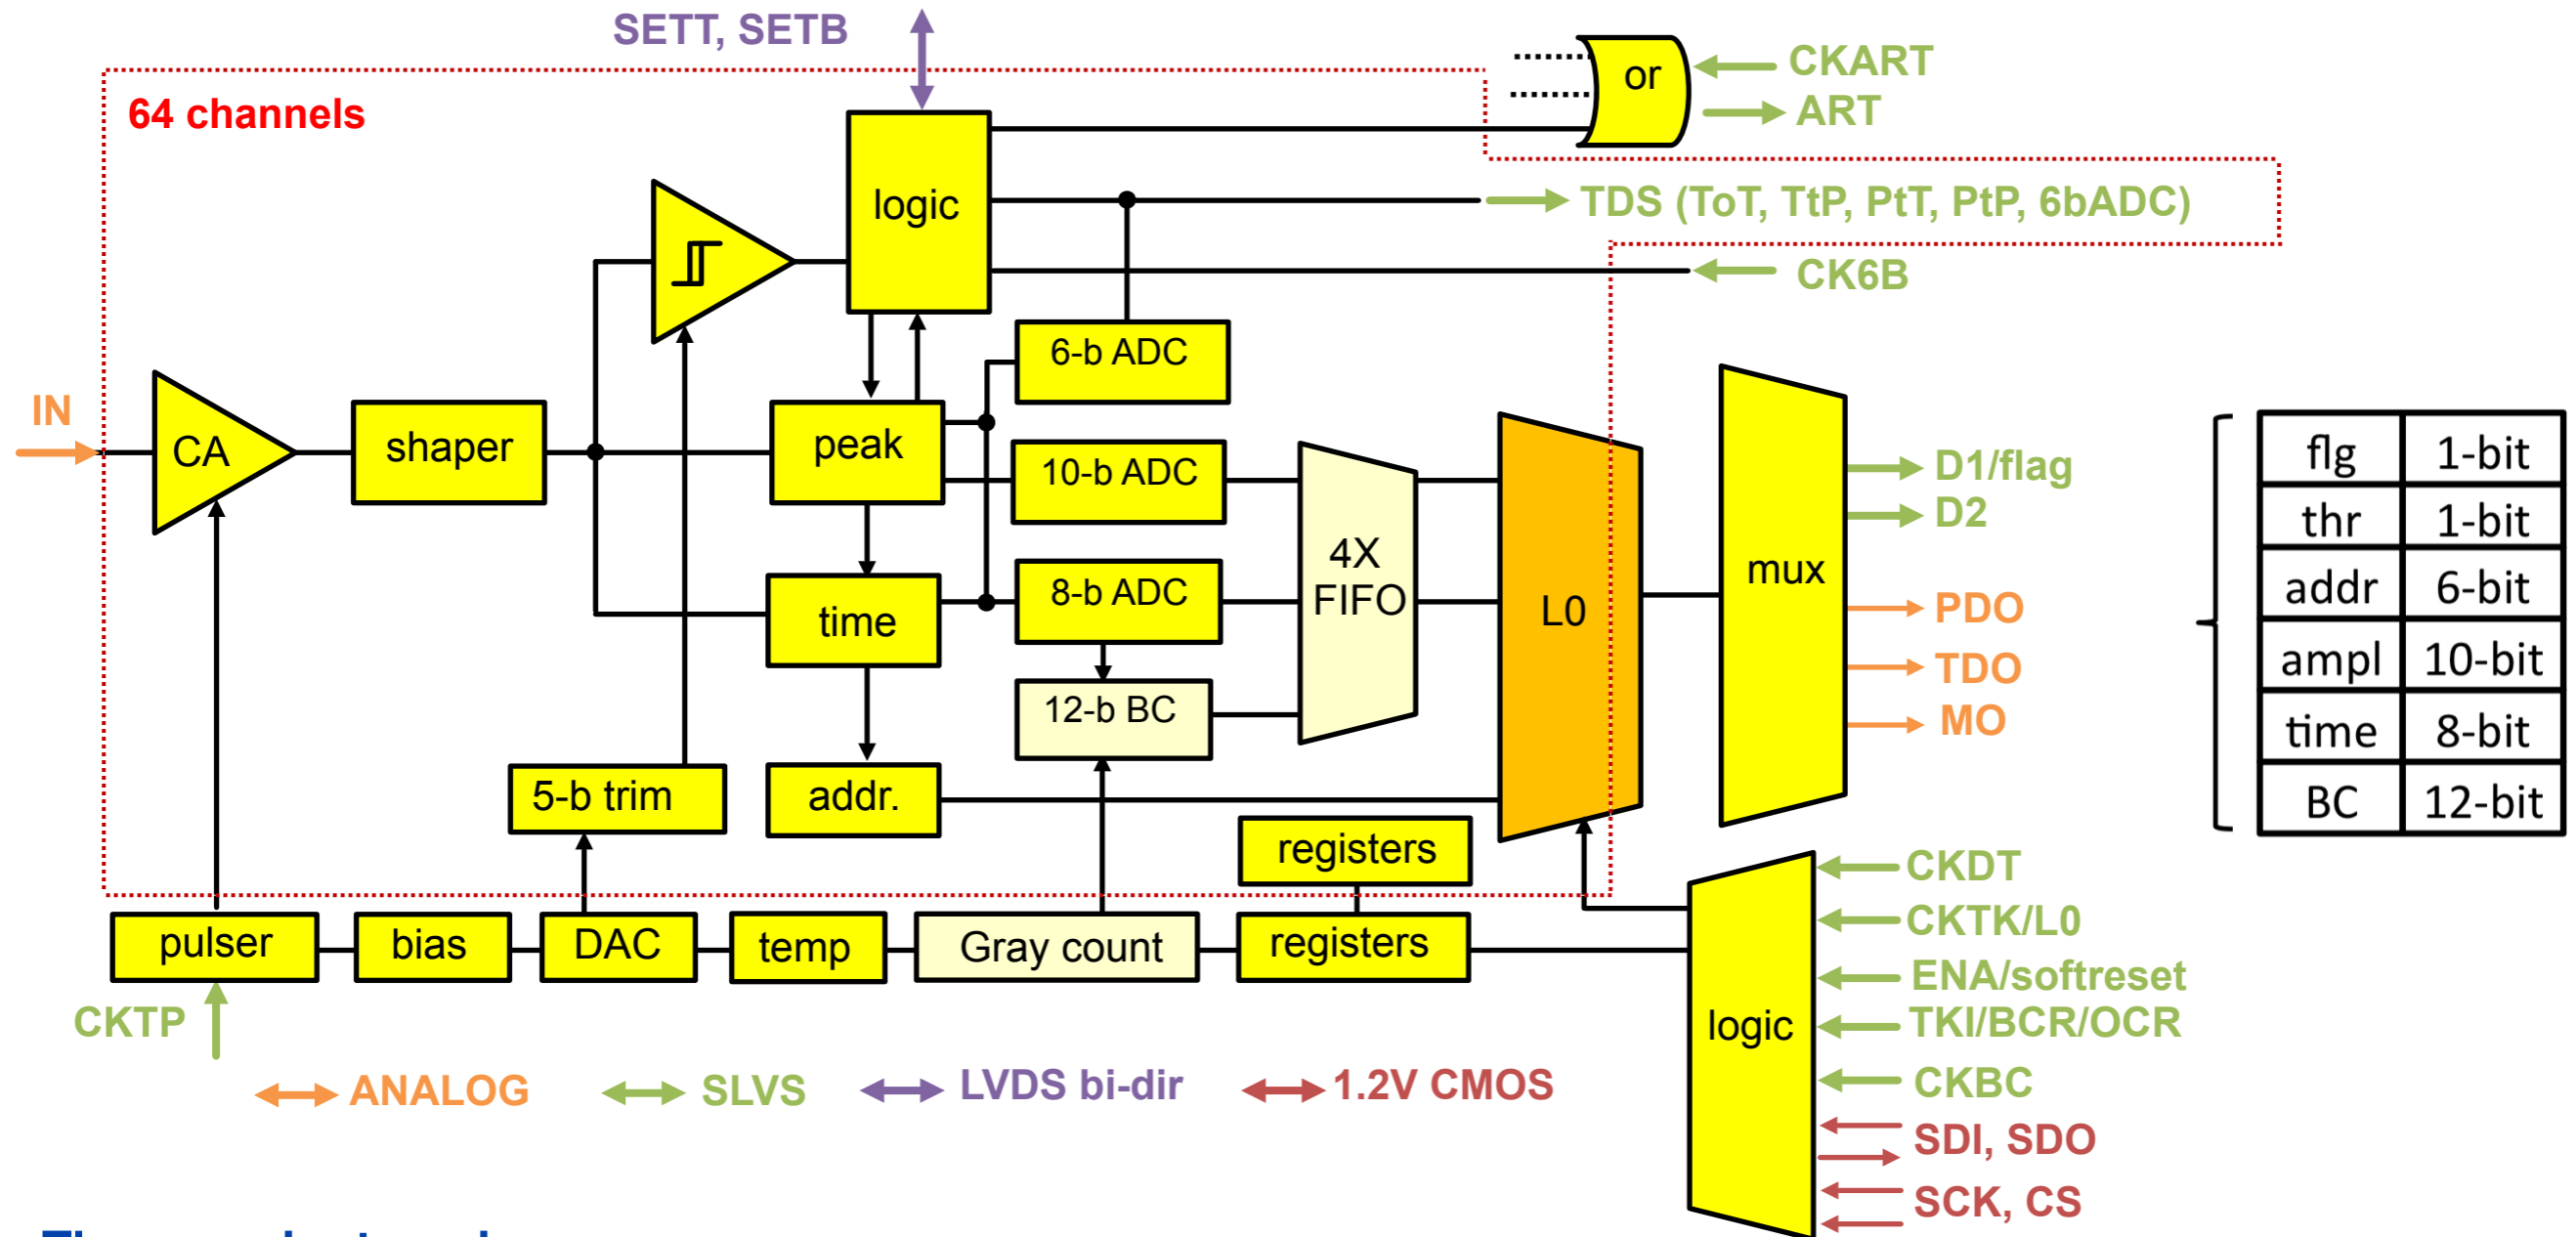 SETT, SETB
64 channels
or
CKART
ART
logic
TDS (ToT, TtP, PtT, PtP, 6bADC)
CK6B
6-b ADC
IN
CA
shaper
peak
10-b ADC
4X
FIFO
L0
mux
D1/flag
D2
PDO
TDO
MO
flg 1-bit
thr 1-bit
addr 6-bit
ampl 10-bit
time 8-bit
BC 12-bit
time
8-b ADC
12-b BC
5-b trim
addr.
registers
pulser
bias
DAC
temp
Gray count
registers
logic
CKDT
CKTK/L0
ENA/softreset
TKI/BCR/OCR
CKBC
SDI, SDO
SCK, CS
CKTP
ANALOG
SLVS
LVDS bi-dir
1.2V CMOS